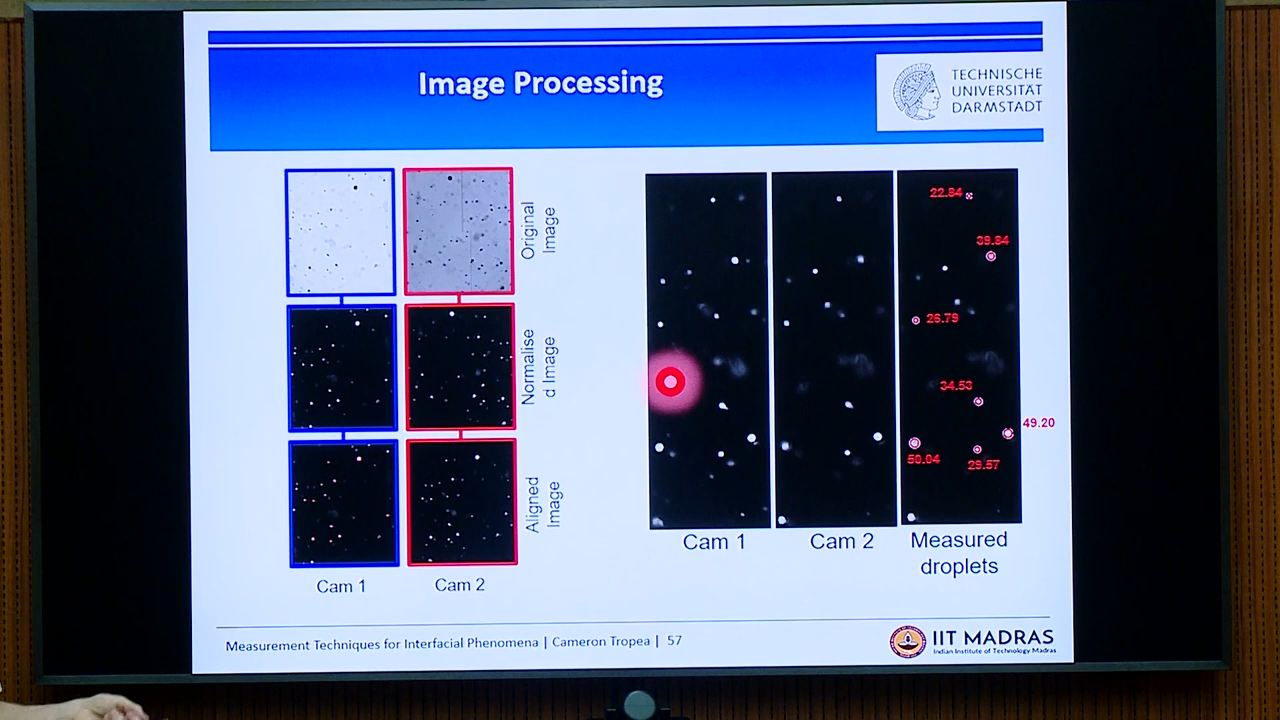 Image Processing
TECHNISCHE
UNIVERSITÄT
DARMSTADT
Original
Image
Normalise
d Image
Aligned
Image
Cam 1
Cam 2
22.84
39.84
26.79
34.53
49.20
50.04
29.57
Cam 1
Cam 2
Measured
droplets
Measurement Techniques for Interfacial Phenomena | Cameron Tropea | 57
IIT MADRAS
Indian Institute of Technology Madras